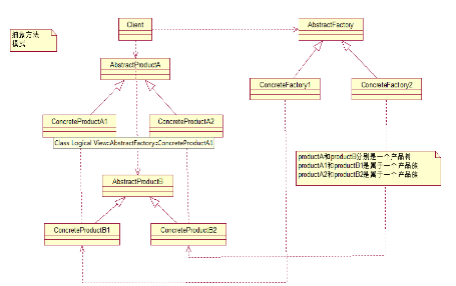 Client
AbstractFactory
模式
AbstractProductA
ConcreteFactory1
ConcreteFactory2
ConcreteProductA1
ConcreteProductA2
Class Logical View::AbstractFactory::ConcreteProductA1
productA和productB分别是一个产品树
productA1和productB1是属于一个产品族
productA2和productB2是属于一个产品族
AbstractProductB
ConcreteProductB1
ConcreteProductB2